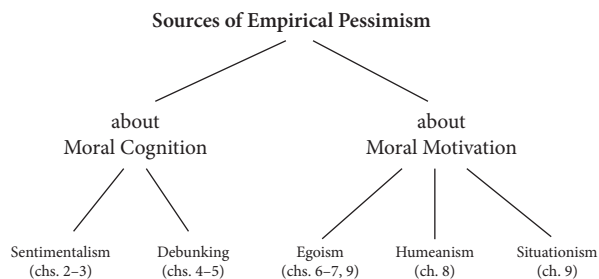 Sources of Empirical Pessimism
about
Moral Cognition
about
Moral Motivation
Sentimentalism
(chs. 2–3)
Debunking
(chs. 4–5)
Egoism
(chs. 6–7, 9)
Humeanism
(ch. 8)
Situationism
(ch. 9)